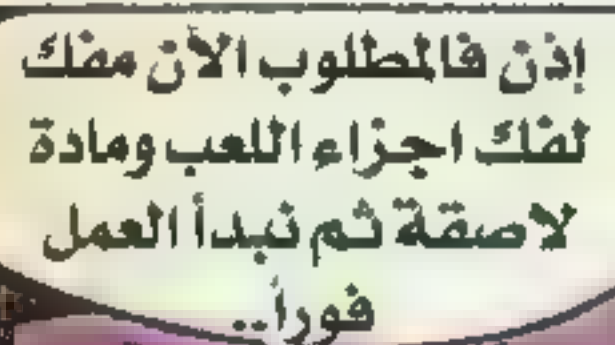 إذن فالمطلوب الآن مفك
لفك اجزاء اللعب ومادة
لاصقة ثم نبدأ العمل
فوراً..